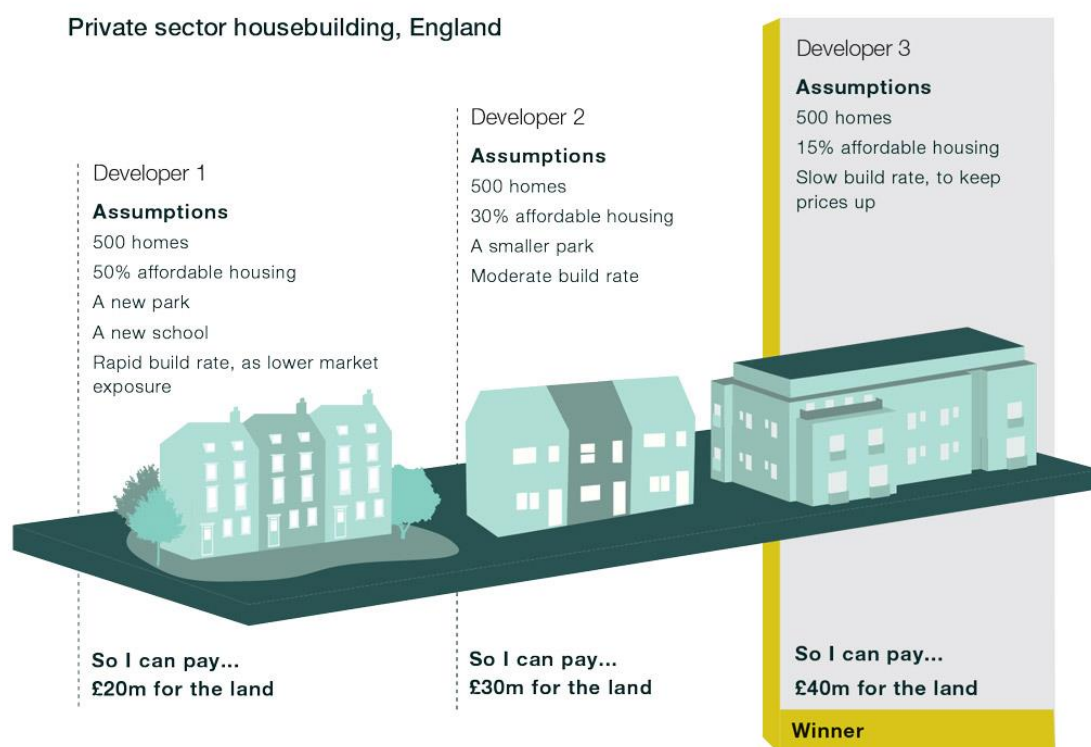 Private sector housebuilding, England
Developer 1
Assumptions
500 homes
50% affordable housing
A new park
A new school
Rapid build rate, as lower market
exposure
So I can pay...
£20m for the land
Developer 2
Assumptions
500 homes
30% affordable housing
A smaller park
Moderate build rate
So I can pay...
£30m for the land
Developer 3
Assumptions
500 homes
15% affordable housing
Slow build rate, to keep
prices up
So I can pay...
£40m for the land
Winner